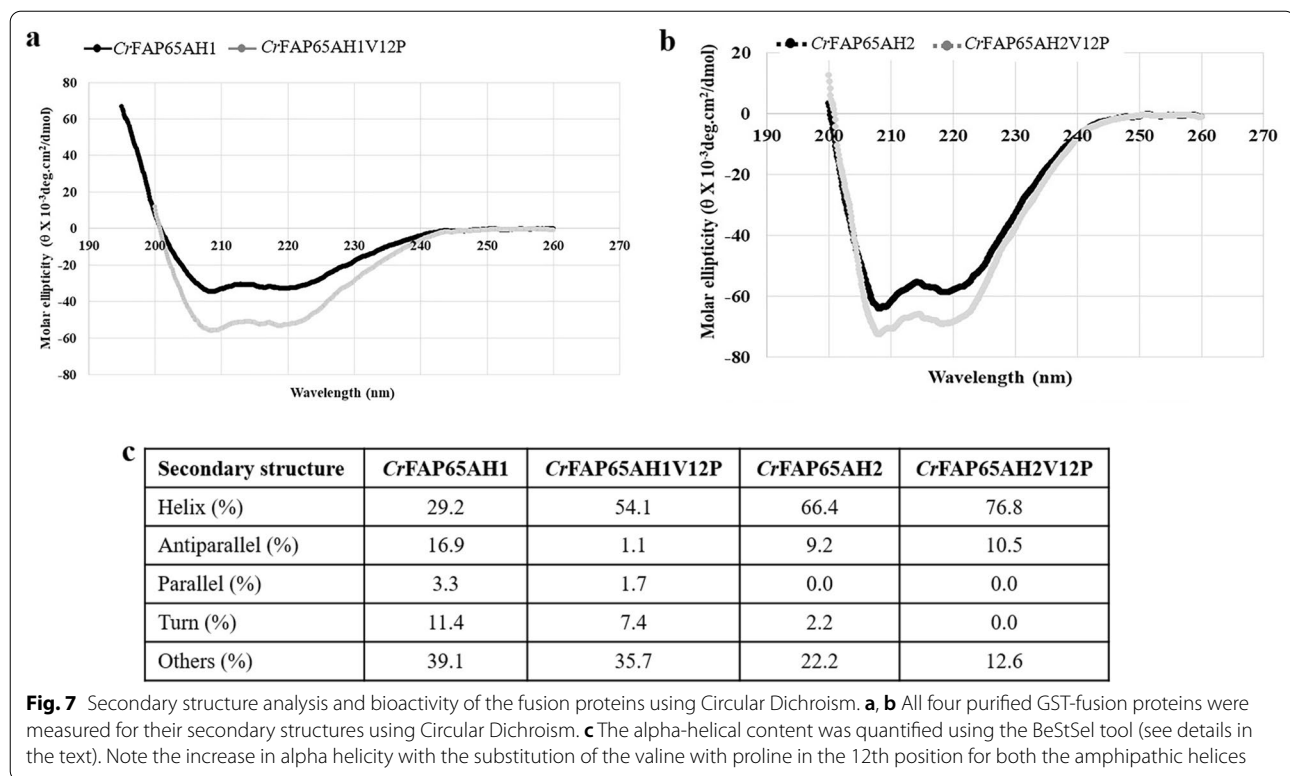 a
CrFAP65AH1 CrFAP65AH1V12P
80
60
40
20
0
-20
-40
-60
-80
190 200 210 220 230 240 250 260 270
Molar ellipticity (θ X 10⁻³deg.cm²/dmol)
Wavelength (nm)
b
CrFAP65AH2 CrFAP65AH2V12P
20
0
-20
-40
-60
-80
190 200 210 220 230 240 250 260 270
Molar ellipticity (θ X 10⁻³deg.cm²/dmol)
Wavelength (nm)
c
Secondary structure CrFAP65AH1 CrFAP65AH1V12P CrFAP65AH2 CrFAP65AH2V12P
Helix (%) 29.2 54.1 66.4 76.8
Antiparallel (%) 16.9 1.1 9.2 10.5
Parallel (%) 3.3 1.7 0.0 0.0
Turn (%) 11.4 7.4 2.2 0.0
Others (%) 39.1 35.7 22.2 12.6
Fig. 7 Secondary structure analysis and bioactivity of the fusion proteins using Circular Dichroism. a, b All four purified GST-fusion proteins were
measured for their secondary structures using Circular Dichroism. c The alpha-helical content was quantified using the BeStSel tool (see details in
the text). Note the increase in alpha helicity with the substitution of the valine with proline in the 12th position for both the amphipathic helices